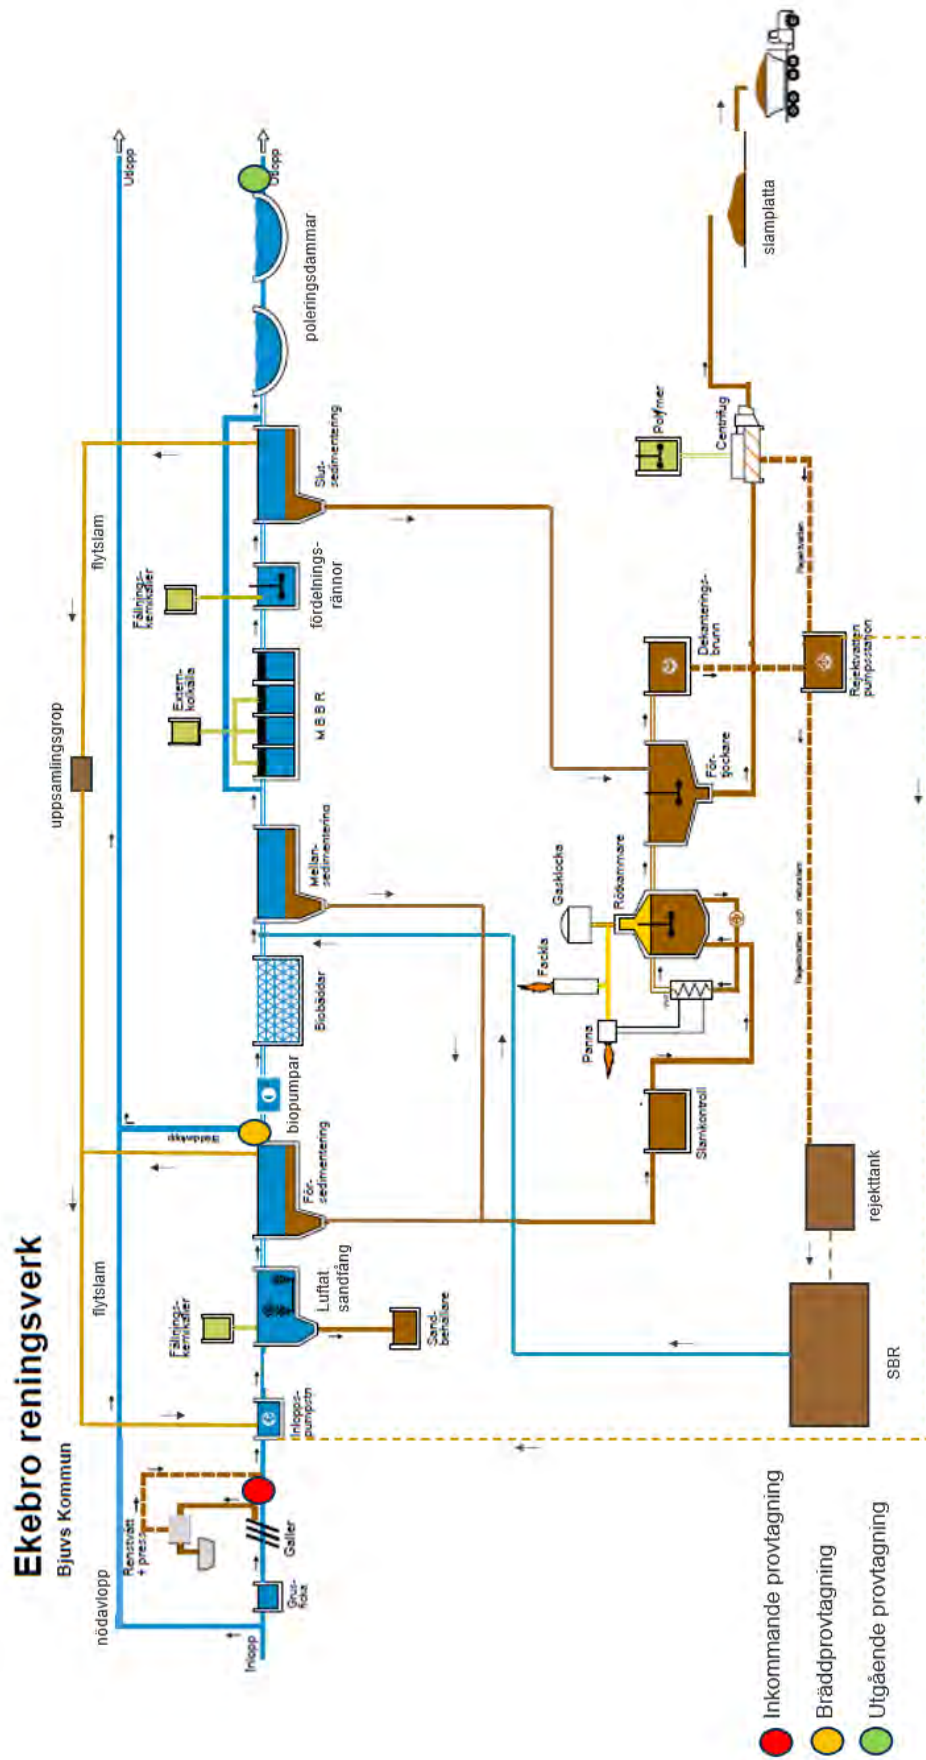 Ekebro reningsverk
Bjuvs Kommun
nödavlopp
flytslam
uppsamlingsgrop
flytslam
Utlopp
Inlopp
Grus-
ficka
Galler
Renstvätt
+ press
Inlopps-
pumpstn
Fällnings-
kemikalier
Luftat
sandfång
Sand-
behållare
För-
sedimentering
Bräddavlopp
biopumpar
Biobäddar
Mellan-
sedimentering
Extern-
kolkälla
M B B R
Fällnings-
kemikalier
fördelnings-
rännor
Slut-
sedimentering
poleringsdammar
Utlopp
Slamkontroll
Panna
Fackla
Gasklocka
Rötkammare
För-
tjockare
Dekanterings-
brunn
Polymer
Centrifug
slamplatta
Rejektvatten
Rejektvatten
pumpsstation
rejekttank
SBR
Inkommande provtagning
Bräddprovtagning
Utgående provtagning